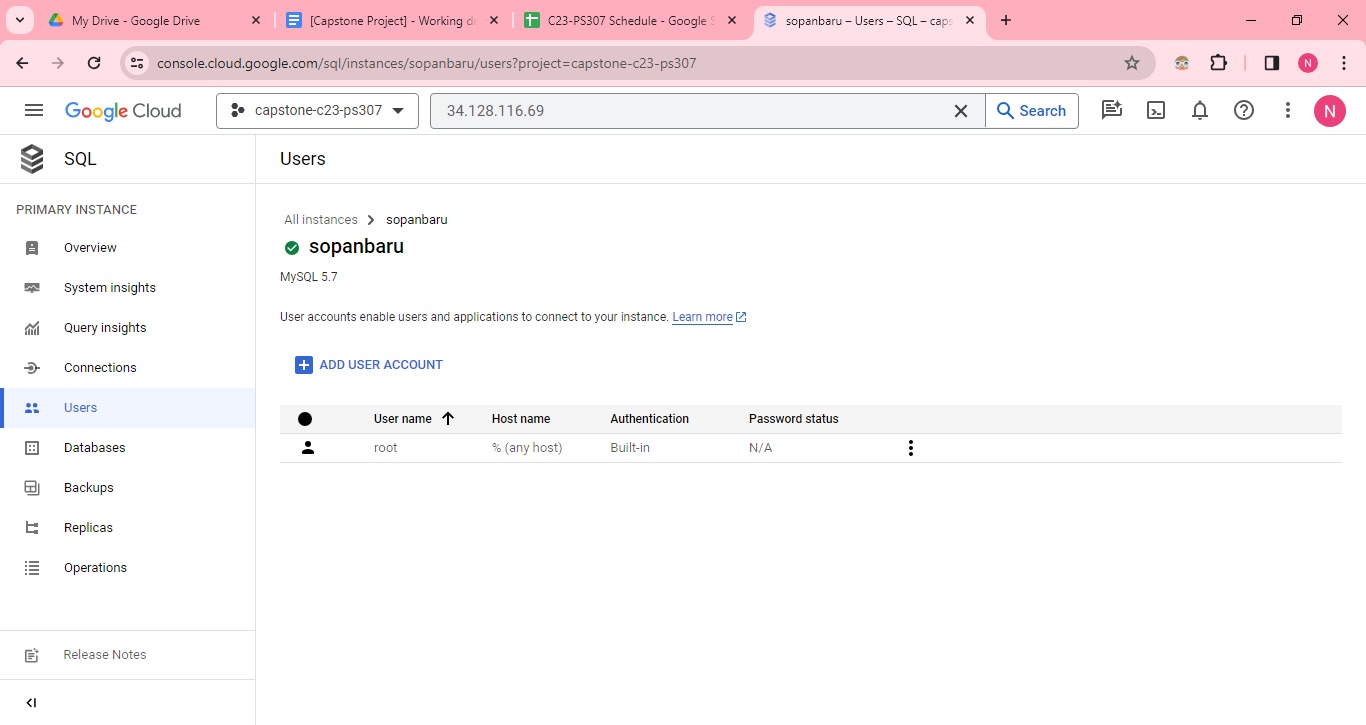 My Drive - Google Drive
[Capstone Project] - Working d
C23-PS307 Schedule - Google S
sopanbaru – Users – SQL – caps
console.cloud.google.com/sql/instances/sopanbaru/users?project=capstone-c23-ps307
N
Google Cloud
capstone-c23-ps307
34.128.116.69
Search
N
SQL
Users
PRIMARY INSTANCE
Overview
System insights
Query insights
Connections
Users
Databases
Backups
Replicas
Operations
Release Notes
All instances
sopanbaru
sopanbaru
MySQL 5.7
User accounts enable users and applications to connect to your instance. Learn more
ADD USER ACCOUNT
User name Host name Authentication Password status
root % (any host) Built-in N/A